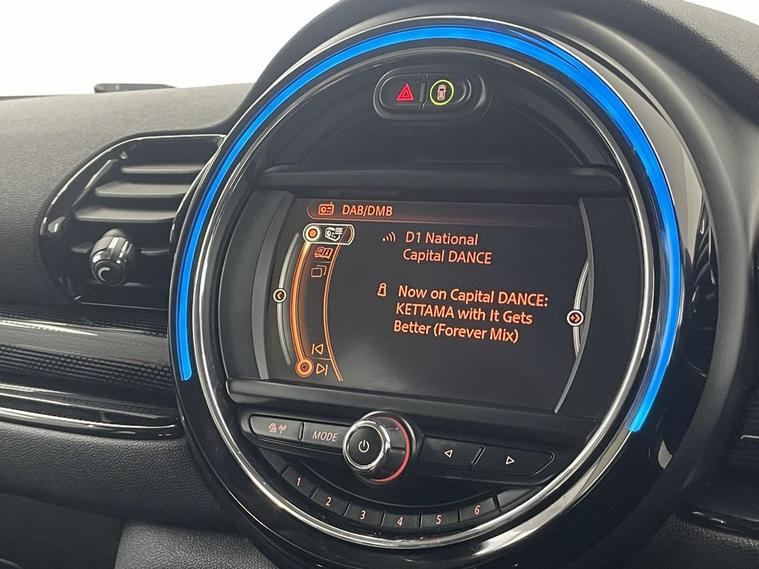 DAB/DMB
D1 National
Capital DANCE
Now on Capital DANCE:
KETTAMA with It Gets
Better (Forever Mix)
MODE
1 2 3 4 5 6